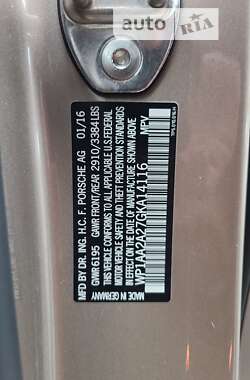 auto RIA
MFD BY DR. ING. H.C. F. PORSCHE AG 01/16
GVWR 6195 GAWR FRONT/REAR 2910/3384LBS
THIS VEHICLE CONFORMS TO ALL APPLICABLE U.S./FEDERAL
MOTOR VEHICLE SAFETY, BUMPER, AND THEFT PREVENTION
STANDARDS IN EFFECT ON THE DATE OF MANUFACTURE
SHOWN ABOVE
MADE IN GERMANY
WP1AA2A27GKA14116 MPV